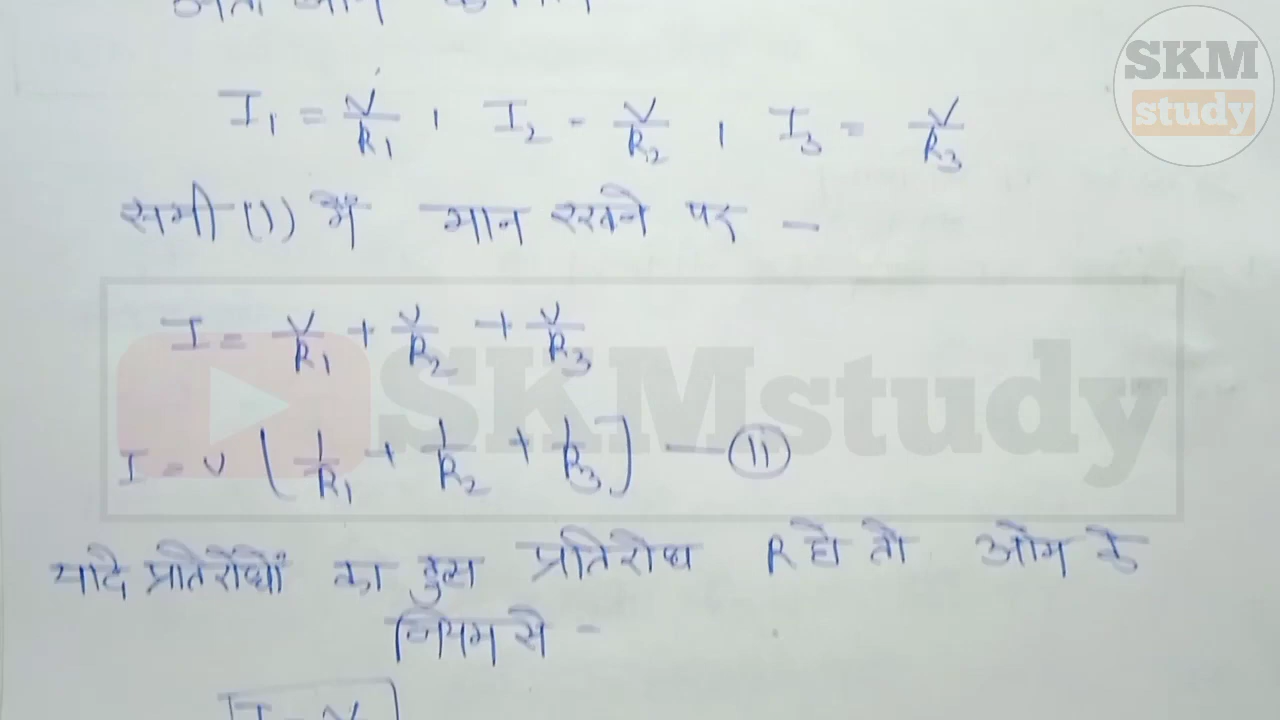 SKM
study
I₁ = V/R₁ , I₂ - V/R₂ , I₃ = V/R₃
समी (1) में मान रखने पर –
I = V/R₁ + V/R₂ + V/R₃
SKMstudy
I = V (1/R₁ + 1/R₂ + 1/R₃) — (11)
यदि प्रतिरोधों का कुल प्रतिरोध R हो तो ओम के
नियम से –
I = V